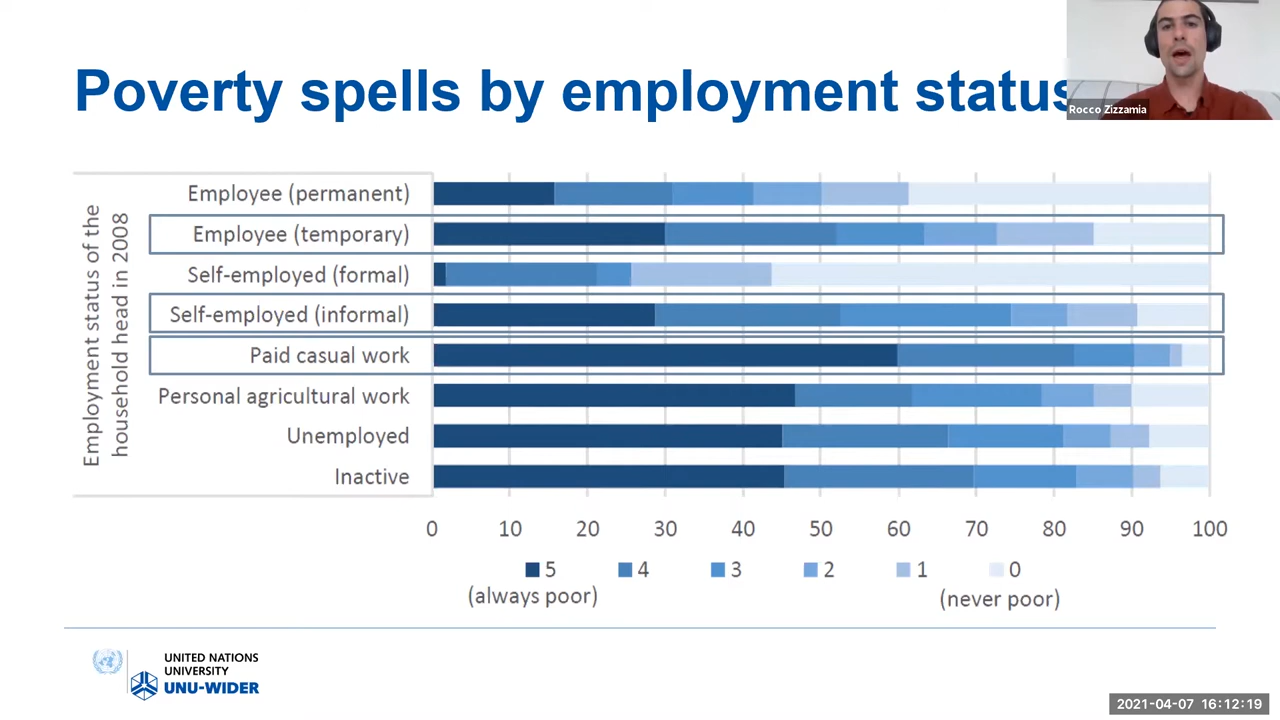 Poverty spells by employment status
Rocco Zizzamia
Employment status of the
household head in 2008
Employee (permanent)
Employee (temporary)
Self-employed (formal)
Self-employed (informal)
Paid casual work
Personal agricultural work
Unemployed
Inactive
0 10 20 30 40 50 60 70 80 90 100
5 4 3 2 1 0
(always poor) (never poor)
UNITED NATIONS
UNIVERSITY
UNU-WIDER
2021-04-07 16:12:19